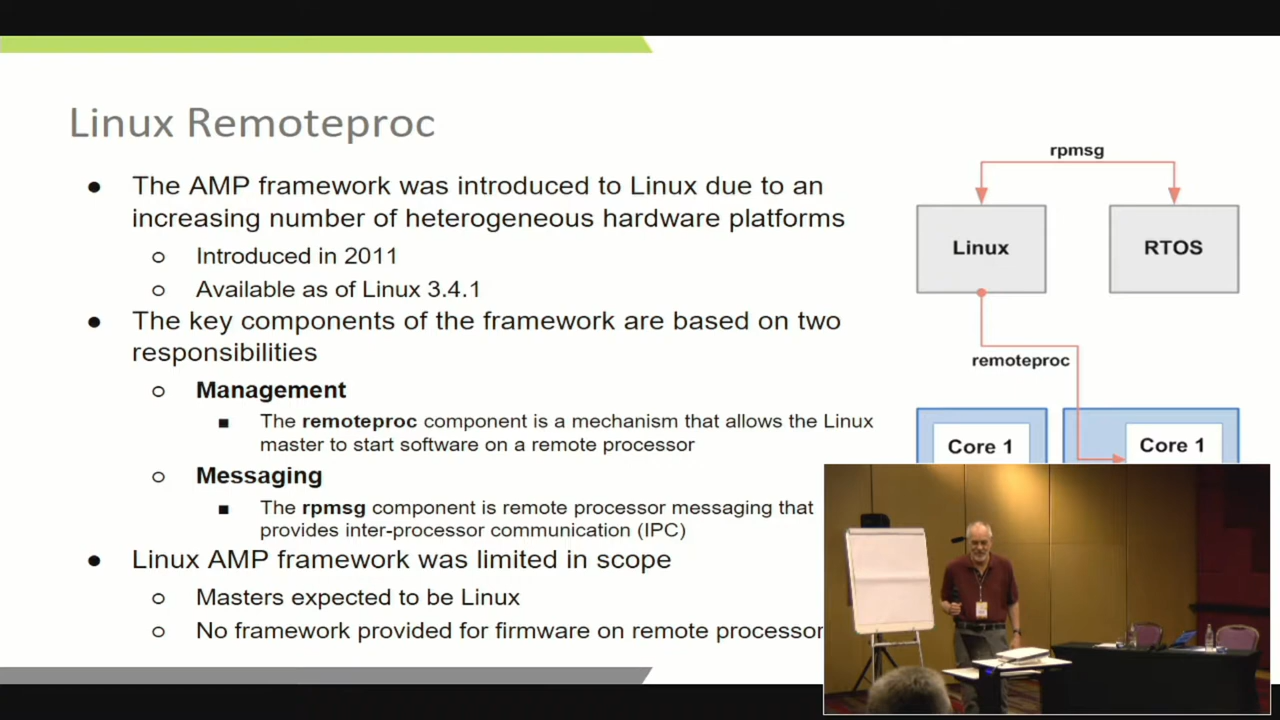 Linux Remoteproc
● The AMP framework was introduced to Linux due to an
increasing number of heterogeneous hardware platforms
○ Introduced in 2011
○ Available as of Linux 3.4.1
● The key components of the framework are based on two
responsibilities
○ Management
■ The remoteproc component is a mechanism that allows the Linux
master to start software on a remote processor
○ Messaging
■ The rpmsg component is remote processor messaging that
provides inter-processor communication (IPC)
● Linux AMP framework was limited in scope
○ Masters expected to be Linux
○ No framework provided for firmware on remote processor
rpmsg
Linux
RTOS
remoteproc
Core 1
Core 1